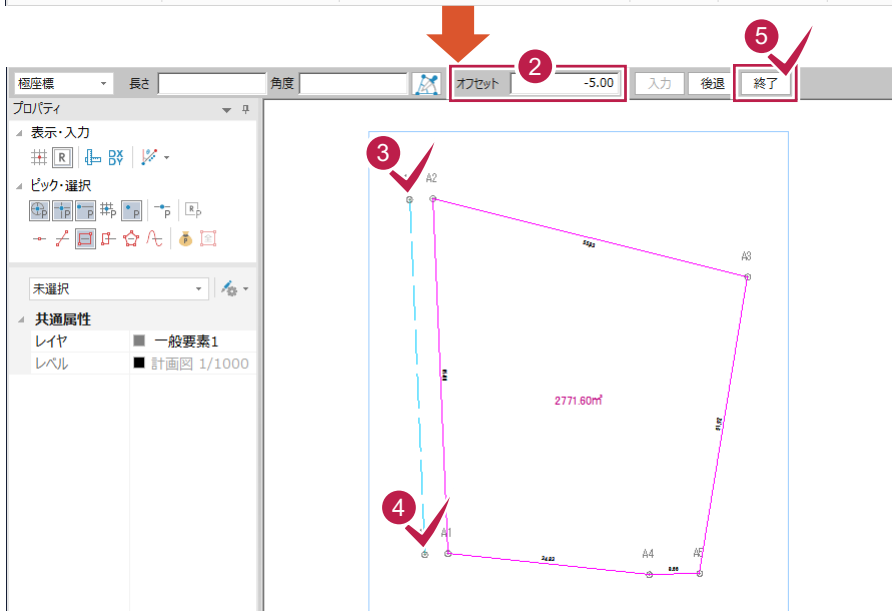 5
2
極座標 長さ 角度 オフセット -5.00 入力 後退 終了
プロパティ
表示・入力
R DX DY
ピック・選択
P P P P P P R P
P
未選択
共通属性
レイヤ 一般要素1
レベル 計画図 1/1000
3
A2
A3
2771.60㎡
4
A1
A4 A5